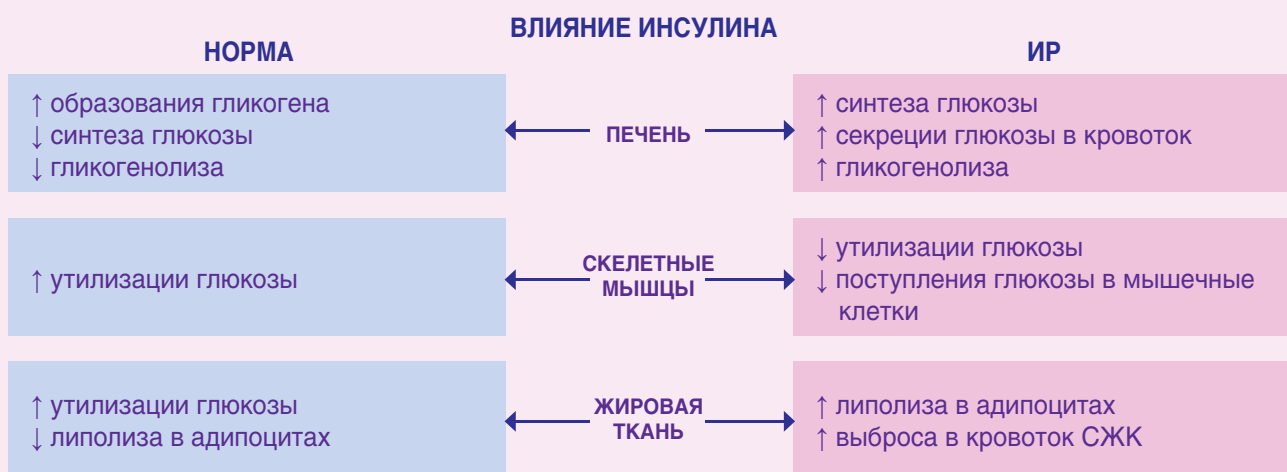 ВЛИЯНИЕ ИНСУЛИНА
НОРМА
ИР
↑ образования гликогена
↓ синтеза глюкозы
↓ гликогенолиза
ПЕЧЕНЬ
↑ синтеза глюкозы
↑ секреции глюкозы в кровоток
↑ гликогенолиза
↑ утилизации глюкозы
СКЕЛЕТНЫЕ
МЫШЦЫ
↓ утилизации глюкозы
↓ поступления глюкозы в мышечные
клетки
↑ утилизации глюкозы
↓ липолиза в адипоцитах
ЖИРОВАЯ
ТКАНЬ
↑ липолиза в адипоцитах
↑ выброса в кровоток СЖК